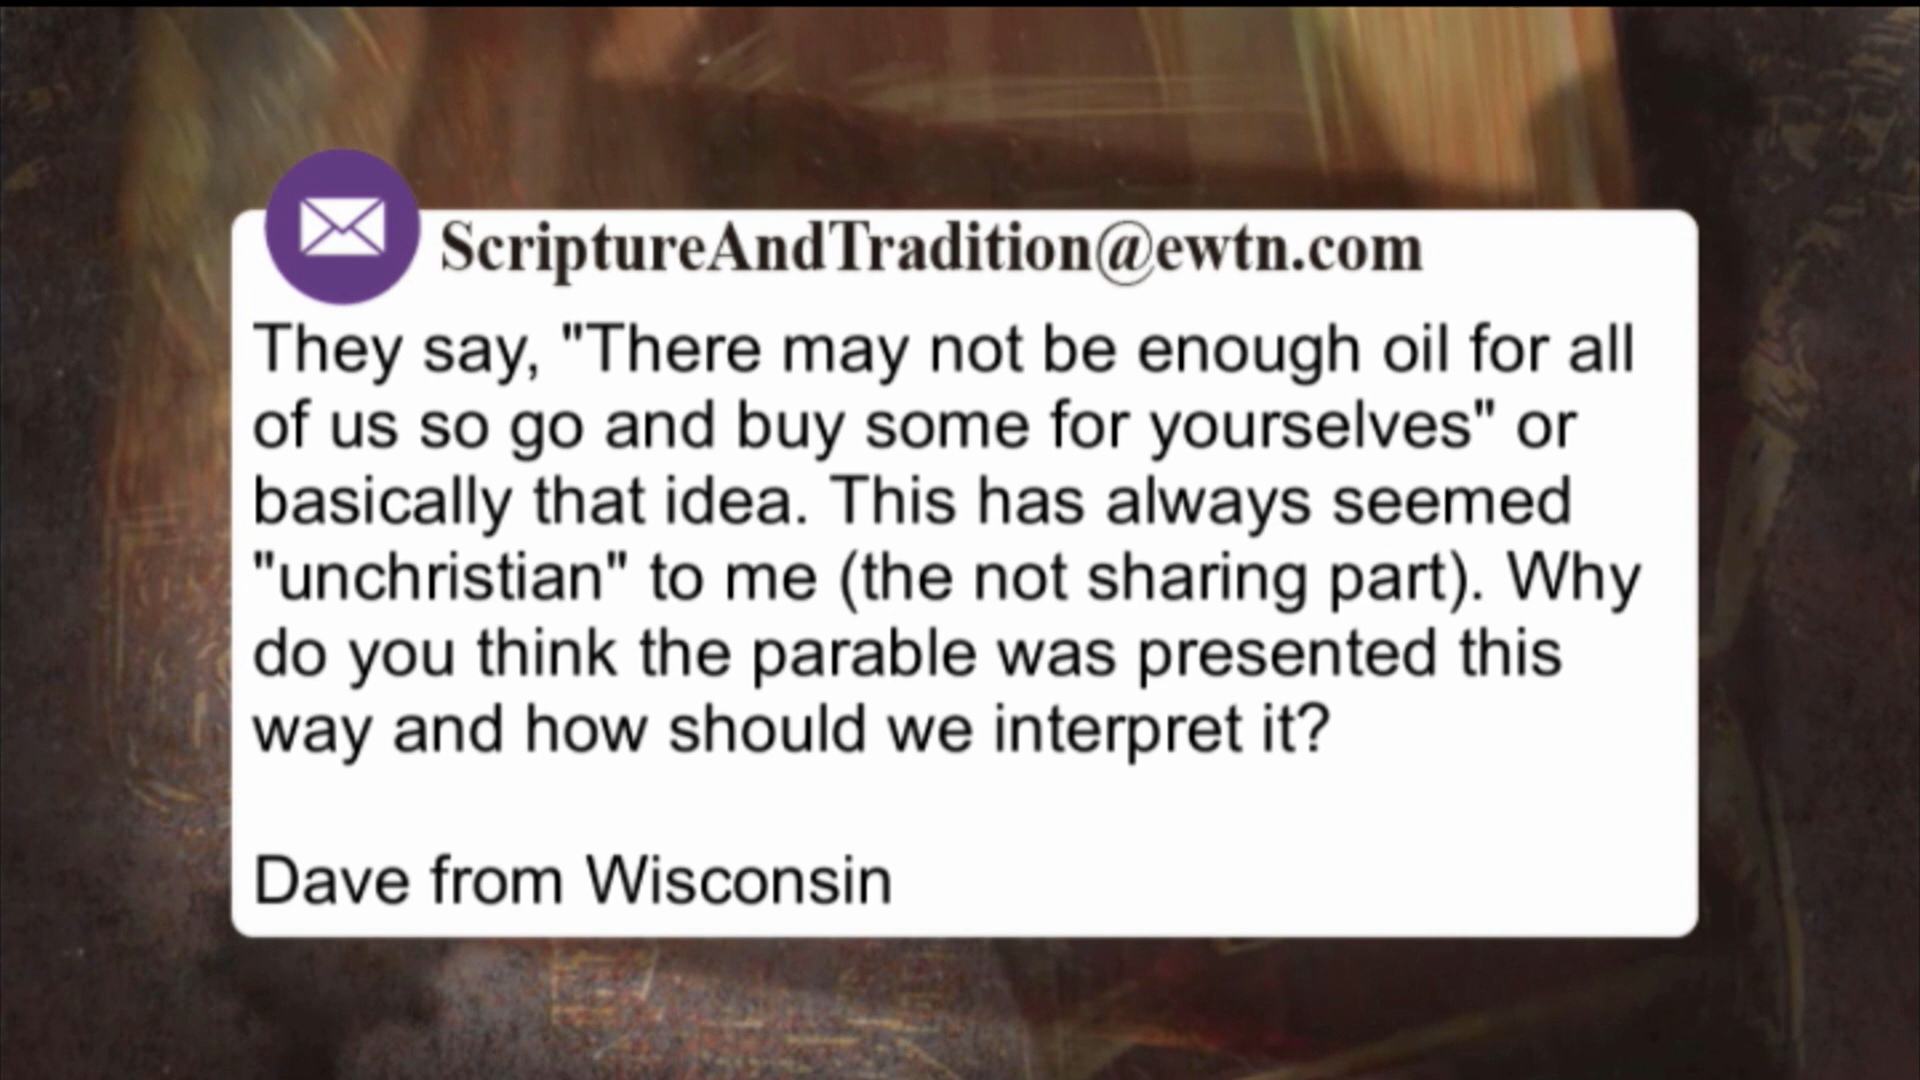 ScriptureAndTradition@ewtn.com
They say, "There may not be enough oil for all
of us so go and buy some for yourselves" or
basically that idea. This has always seemed
"unchristian" to me (the not sharing part). Why
do you think the parable was presented this
way and how should we interpret it?
Dave from Wisconsin